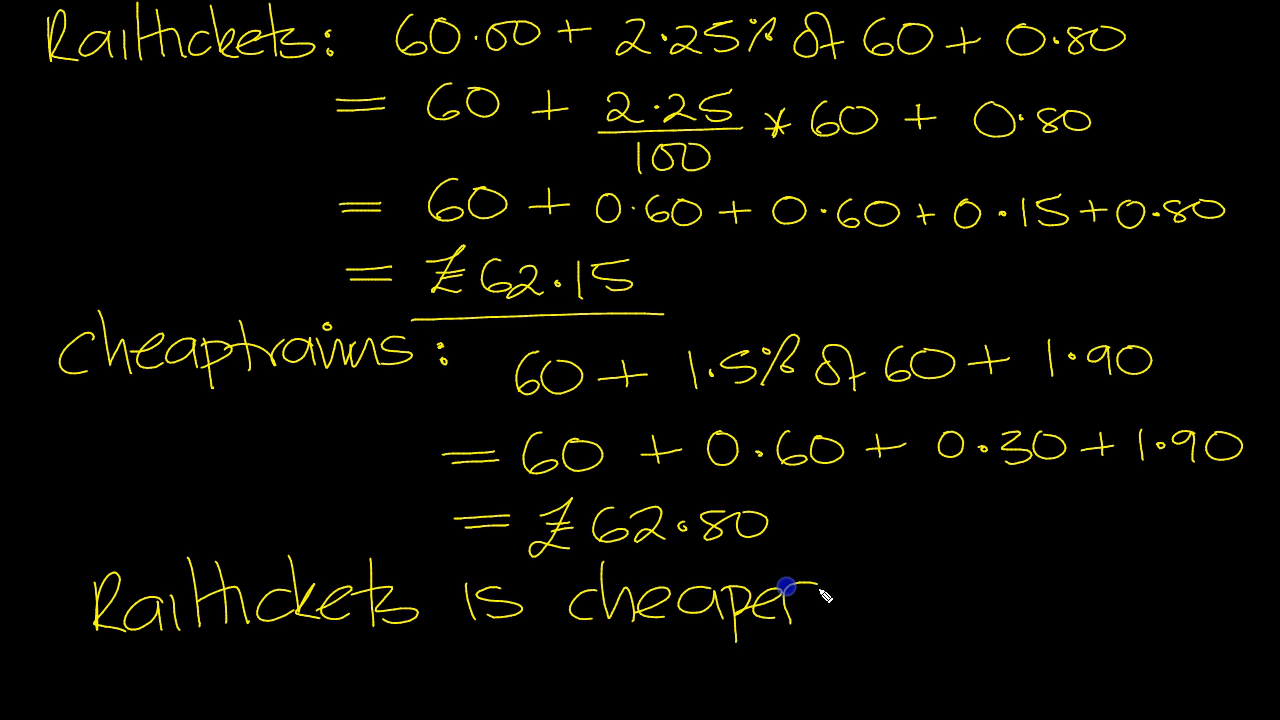 Railtickets: 60.00 + 2.25% of 60 + 0.80
= 60 + 2.25/100 * 60 + 0.80
= 60 + 0.60 + 0.60 + 0.15 + 0.80
= £62.15
Cheaptrains: 60 + 1.5% of 60 + 1.90
= 60 + 0.60 + 0.30 + 1.90
= £62.80
Railtickets is cheaper